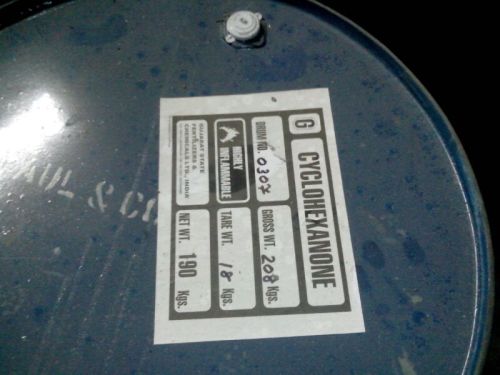 G CYCLOHEXANONE
DRUM NO. 0307
GROSS WT. 208 Kgs.
HIGHLY
INFLAMMABLE
TARE WT. 18 Kgs.
GUJARAT STATE
FERTILIZERS &
CHEMICALS LTD., INDIA
NET WT. 190 Kgs.